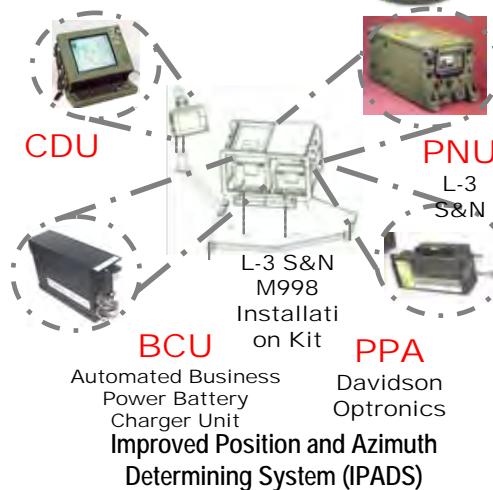 CDU
PNU
L-3
S&N
L-3 S&N
M998
Installati
on Kit
BCU
Automated Business
Power Battery
Charger Unit
PPA
Davidson
Optronics
Improved Position and Azimuth
Determining System (IPADS)